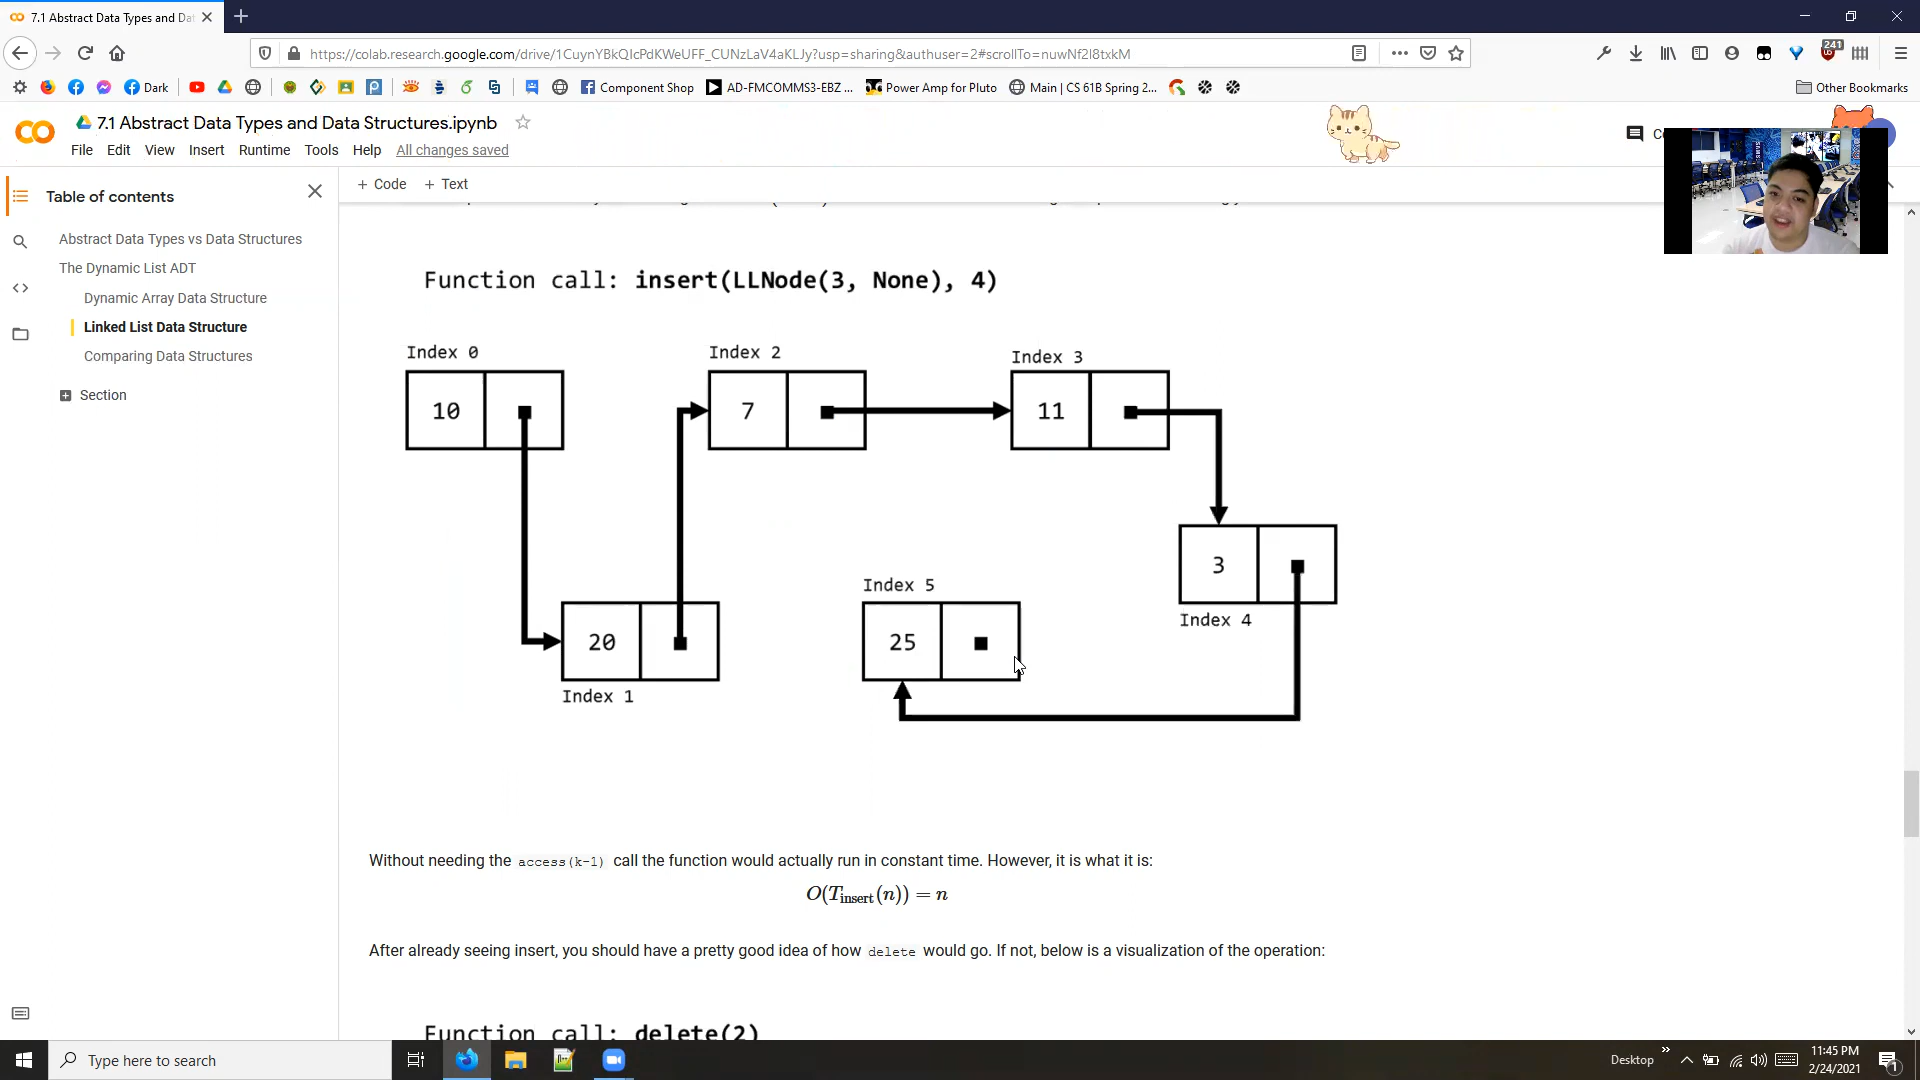 7.1 Abstract Data Types and Dat
https://colab.research.google.com/drive/1CuynYBkQJcPdKWeUFF_CUNzLaV4aKLJy?usp=sharing&authuser=2#scrollTo=nuwNf2l8txkM
241
Dark
Component Shop
AD-FMCOMMS3-EBZ ...
Power Amp for Pluto
Main | CS 61B Spring 2...
Other Bookmarks
7.1 Abstract Data Types and Data Structures.ipynb
File Edit View Insert Runtime Tools Help All changes saved
Table of contents
+ Code + Text
Abstract Data Types vs Data Structures
The Dynamic List ADT
Dynamic Array Data Structure
Linked List Data Structure
Comparing Data Structures
Section
Function call: insert(LLNode(3, None), 4)
Index 0
Index 2
Index 3
10
7
11
3
Index 5
Index 4
20
25
Index 1
Without needing the access(k-1) call the function would actually run in constant time. However, it is what it is:
O(Tinsert(n)) = n
After already seeing insert, you should have a pretty good idea of how delete would go. If not, below is a visualization of the operation:
Function call: delete(2)
Type here to search
Desktop
11:45 PM
2/24/2021
1